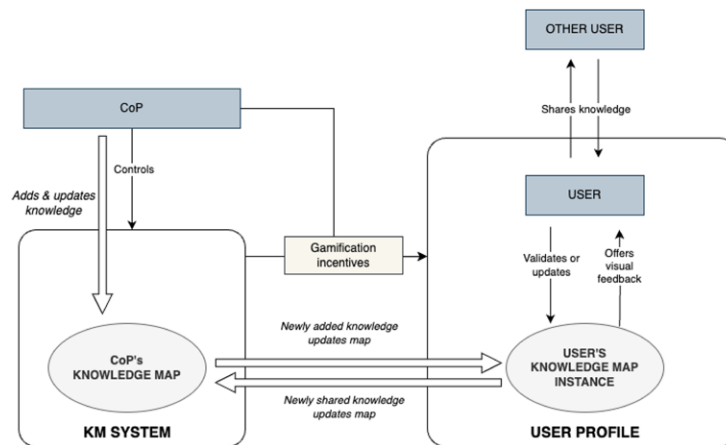 OTHER USER
CoP
Shares knowledge
Controls
Adds & updates
knowledge
USER
Gamification
incentives
Validates or
updates
Offers
visual
feedback
Newly added knowledge
updates map
CoP's
KNOWLEDGE MAP
USER'S
KNOWLEDGE MAP
INSTANCE
Newly shared knowledge
updates map
KM SYSTEM
USER PROFILE